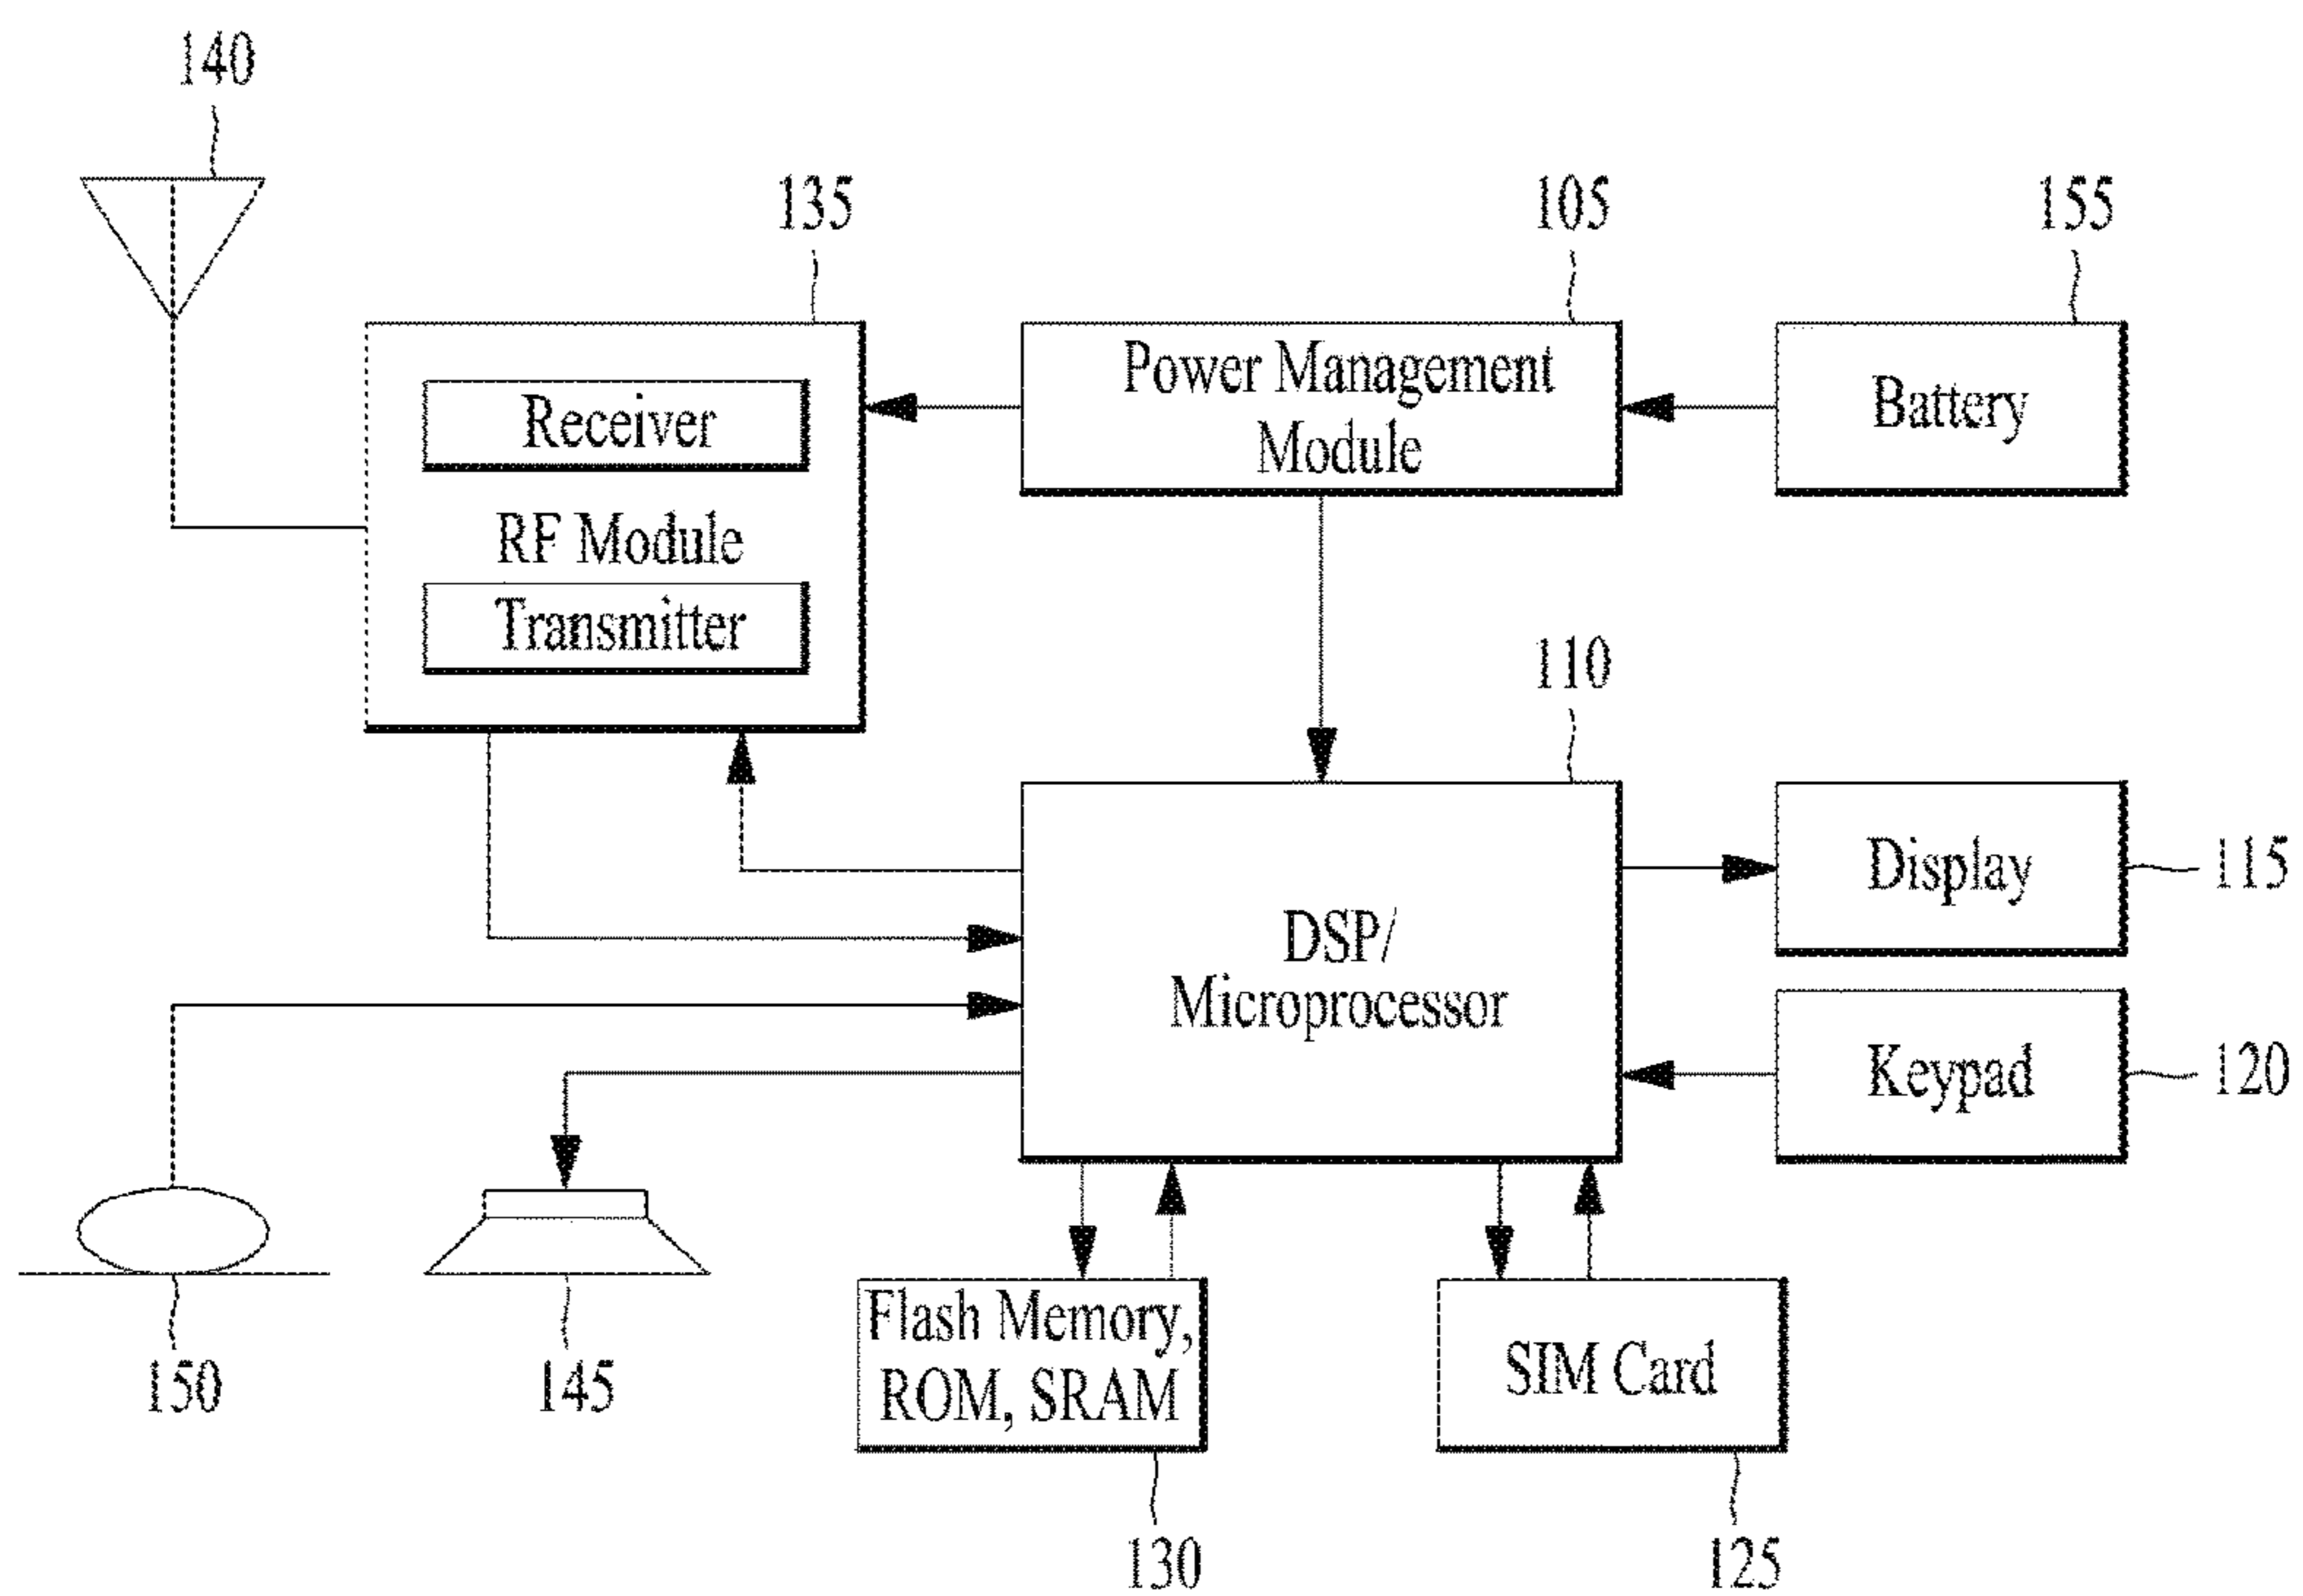 140
135
105
155
Receiver
RF Module
Transmitter
Power Management
Module
Battery
110
DSP/
Microprocessor
Display
115
Keypad
120
150
145
Flash Memory,
ROM, SRAM
130
SIM Card
125